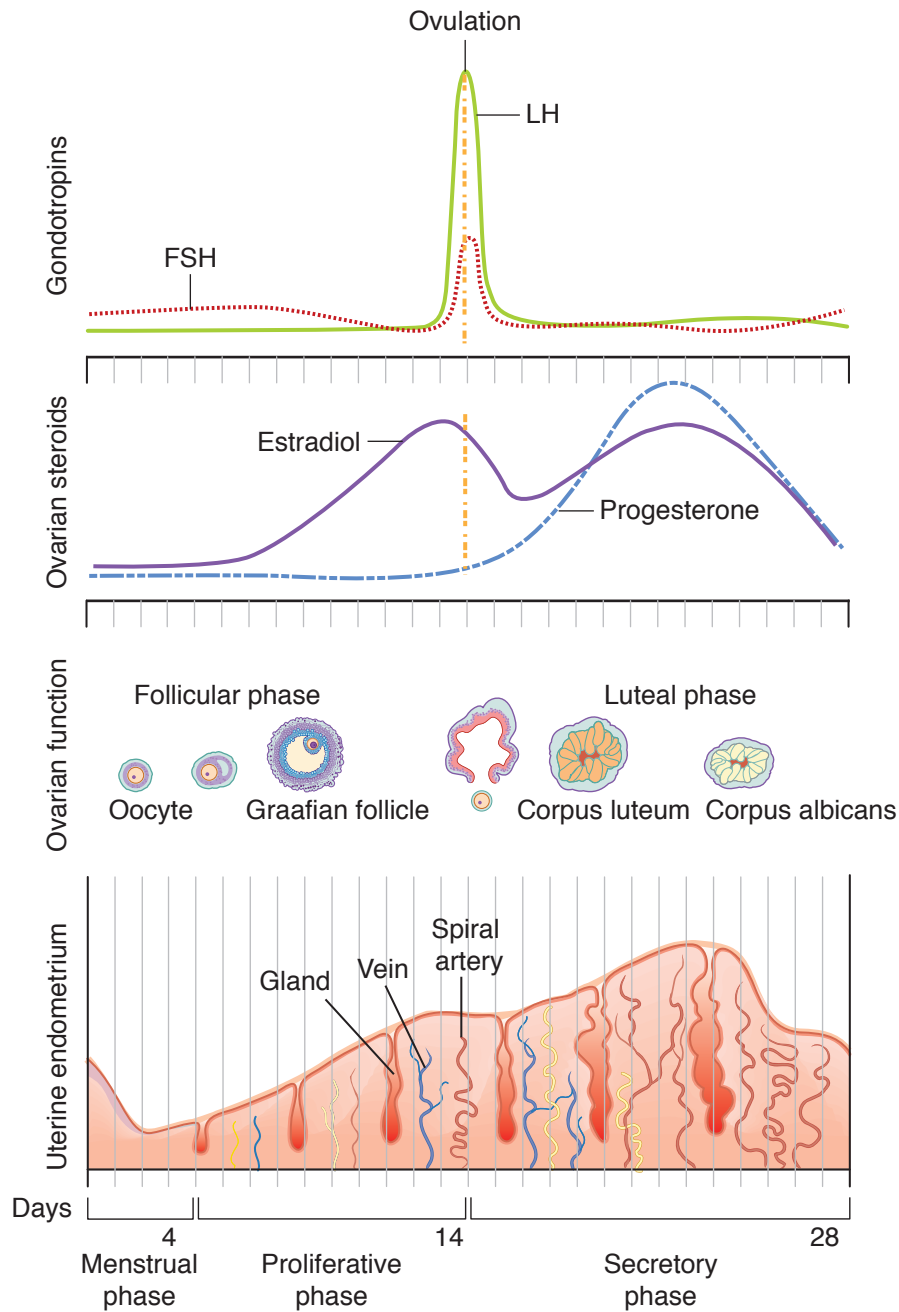 Ovulation
LH
Gondotropins
FSH
Ovarian steroids
Estradiol
Progesterone
Ovarian function
Follicular phase
Luteal phase
Oocyte
Graafian follicle
Corpus luteum
Corpus albicans
Uterine endometrium
Gland
Vein
Spiral
artery
Days
4
14
28
Menstrual
phase
Proliferative
phase
Secretory
phase